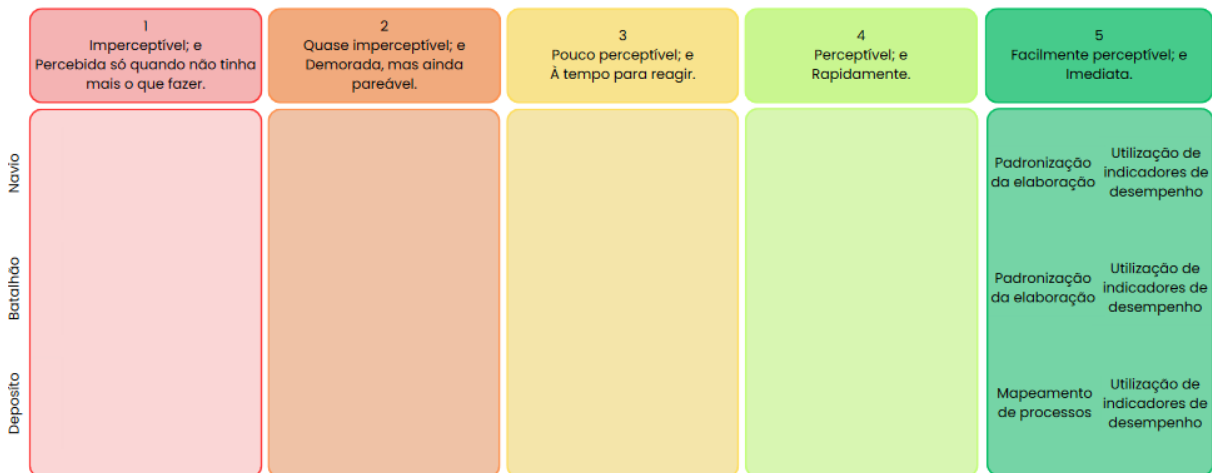 1
Imperceptível; e
Percebida só quando não tinha
mais o que fazer.
2
Quase imperceptível; e
Demorada, mas ainda
pareável.
3
Pouco perceptível; e
À tempo para reagir.
4
Perceptível; e
Rapidamente.
5
Facilmente perceptível; e
Imediata.
Navio
Padronização
da elaboração
Utilização de
indicadores de
desempenho
Batalhão
Padronização
da elaboração
Utilização de
indicadores de
desempenho
Deposíto
Mapeamento
de processos
Utilização de
indicadores de
desempenho